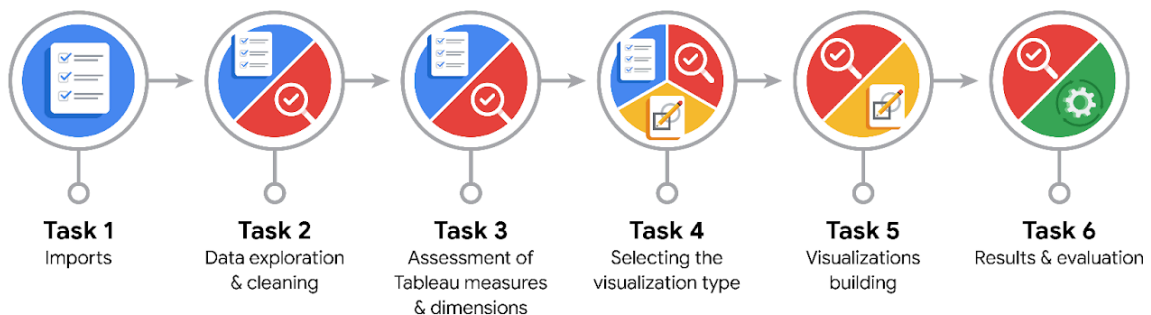 Task 1
Imports
Task 2
Data exploration
& cleaning
Task 3
Assessment of
Tableau measures
& dimensions
Task 4
Selecting the
visualization type
Task 5
Visualizations
building
Task 6
Results & evaluation